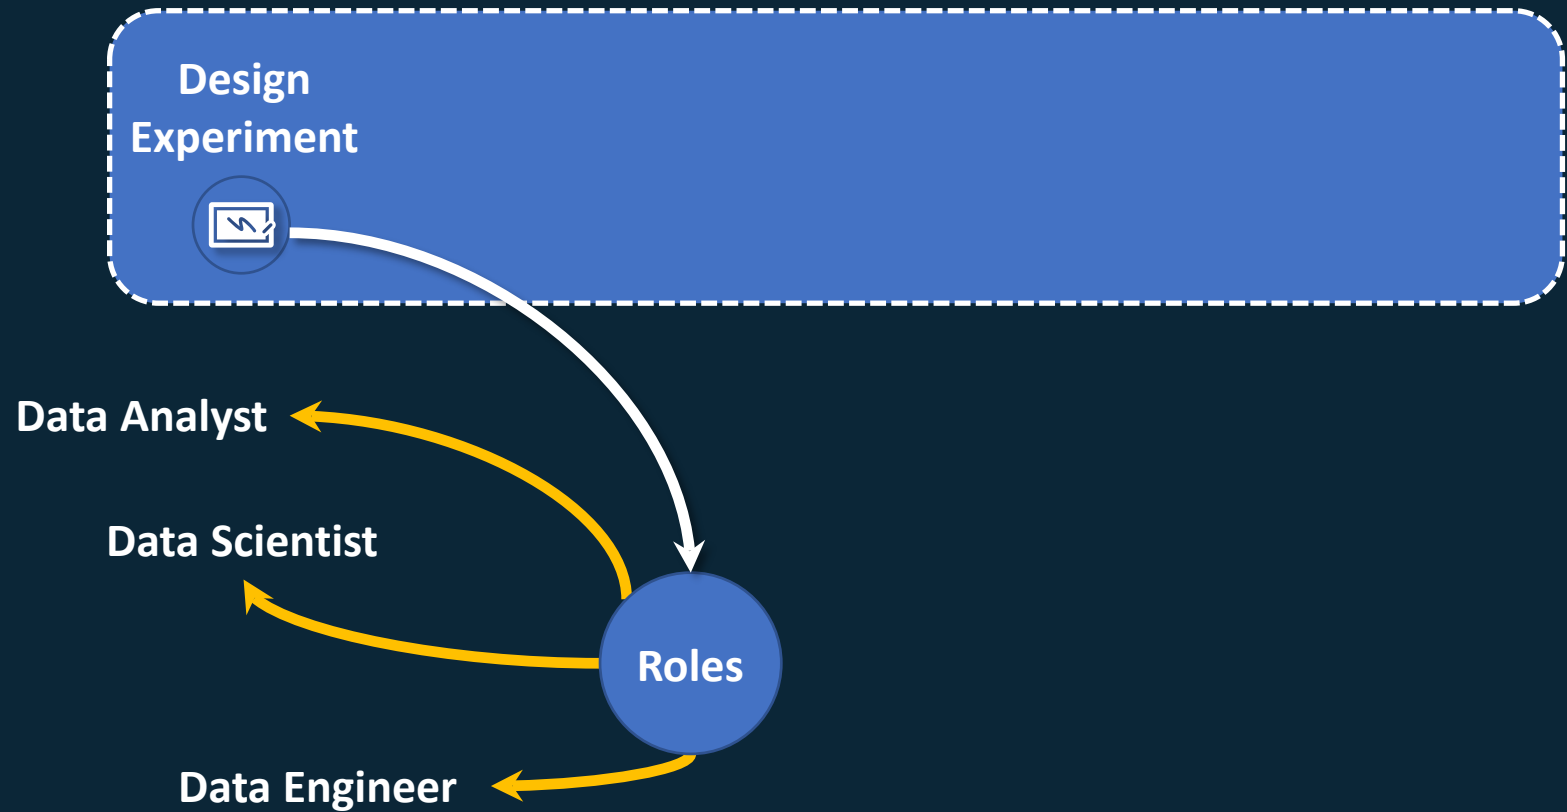 Design
Experiment
Data Analyst
Data Scientist
Roles
Data Engineer